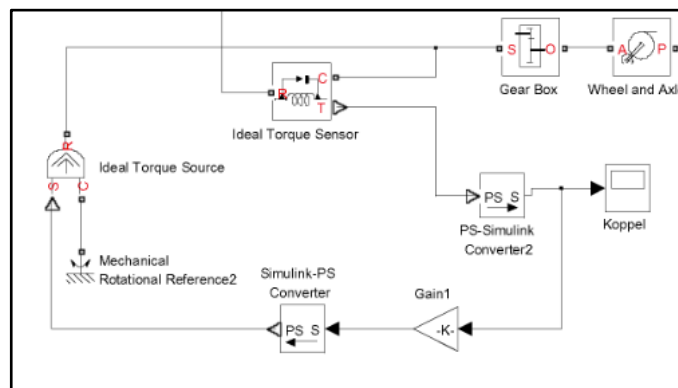 S
O
A
P
Gear Box
Wheel and Axle
R
C
T
Ideal Torque Sensor
R
Ideal Torque Source
S
C
PS S
Koppel
PS-Simulink
Converter2
Mechanical
Rotational Reference2
Simulink-PS
Converter
Gain1
PS S
-K-